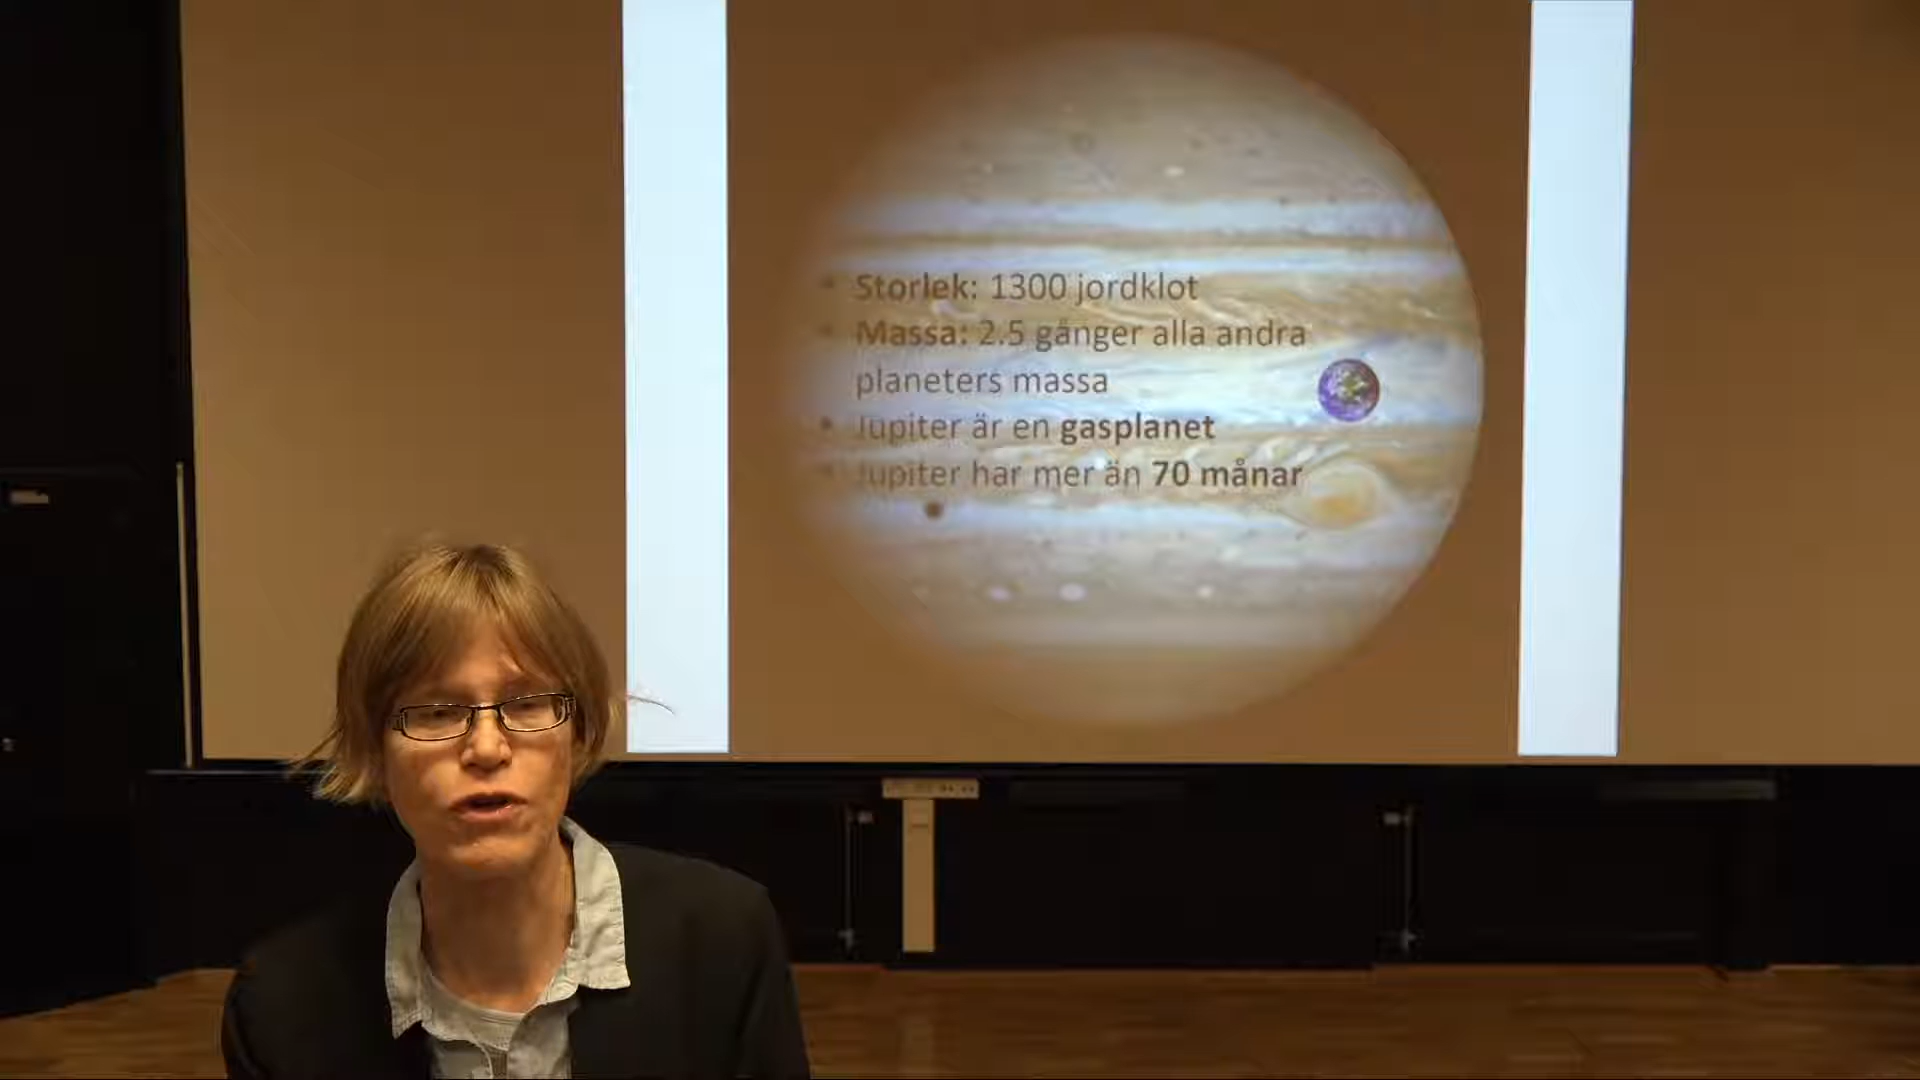 • Storlek: 1300 jordklot
• Massa: 2.5 gånger alla andra
planeters massa
• Jupiter är en gasplanet
• Jupiter har mer än 70 månar